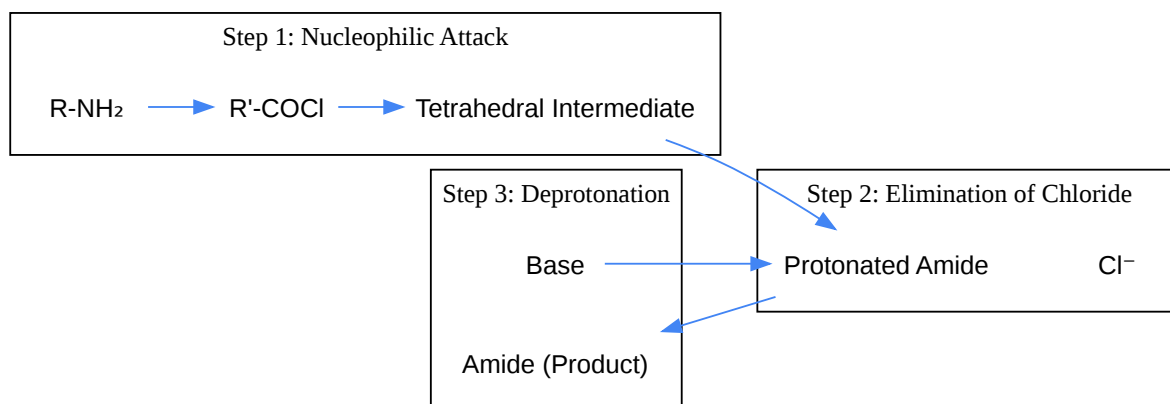 Step 1: Nucleophilic Attack
R-NH₂
R'-COCl
Tetrahedral Intermediate
Step 2: Elimination of Chloride
Protonated Amide
Cl⁻
Step 3: Deprotonation
Base
Amide (Product)